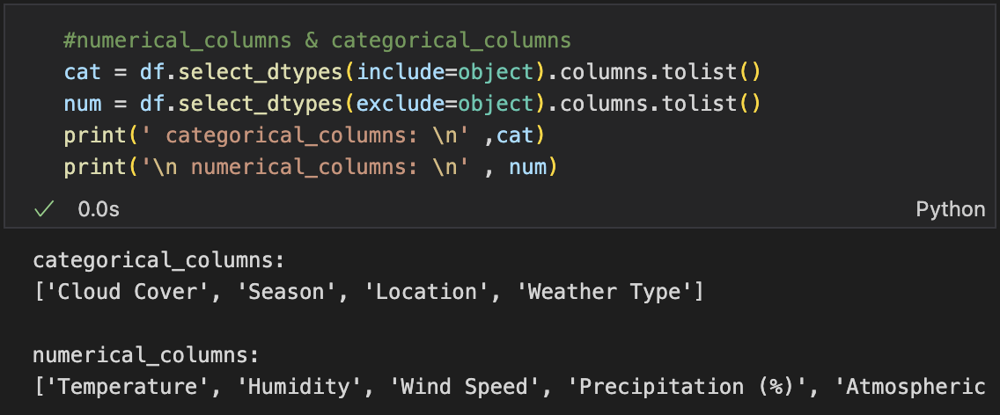 #numerical_columns & categorical_columns
cat = df.select_dtypes(include=object).columns.tolist()
num = df.select_dtypes(exclude=object).columns.tolist()
print(' categorical_columns: \n' ,cat)
print('\n numerical_columns: \n' , num)
✓ 0.0s Python
categorical_columns:
['Cloud Cover', 'Season', 'Location', 'Weather Type']
numerical_columns:
['Temperature', 'Humidity', 'Wind Speed', 'Precipitation (%)', 'Atmospheric